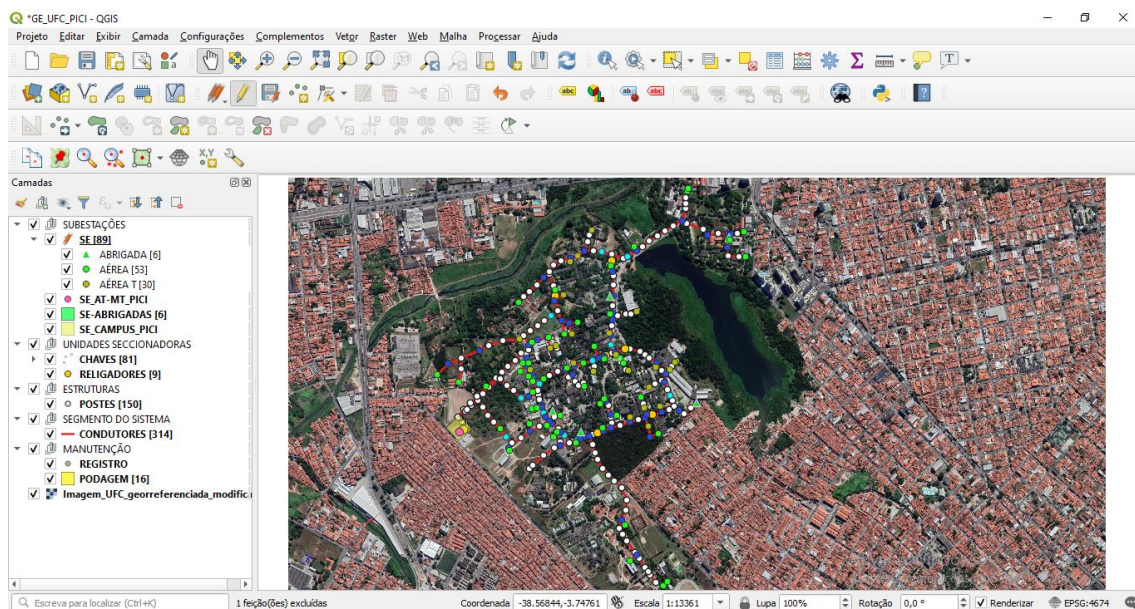 *GE_UFC_PICI - QGIS
Projeto Editar Exibir Camada Configurações Complementos Vetor Raster Web Malha Processar Ajuda
abc abc abc
X,Y
Camadas
SUBESTAÇÕES
SE [89]
ABRIGADA [6]
AÉREA [53]
AÉREA T [30]
SE_AT-MT_PICI
SE-ABRIGADAS [6]
SE_CAMPUS_PICI
UNIDADES SECCIONADORAS
CHAVES [81]
RELIGADORES [9]
ESTRUTURAS
POSTES [150]
SEGMENTO DO SISTEMA
CONDUTORES [314]
MANUTENÇÃO
REGISTRO
PODAGEM [16]
Imagem_UFC_georreferenciada_modific
Escreva para localizar (Ctrl+K) 1 feição(ões) excluídas Coordenada -38.56844,-3.74761 Escala 1:13361 Lupa 100% Rotação 0,0 ° Renderizar EPSG:4674